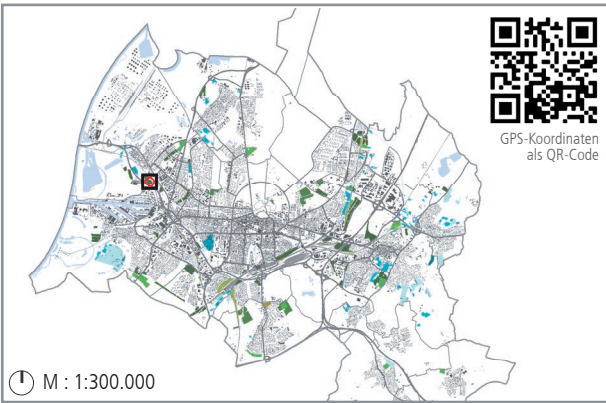 GPS-Koordinaten
als QR-Code
M : 1:300.000